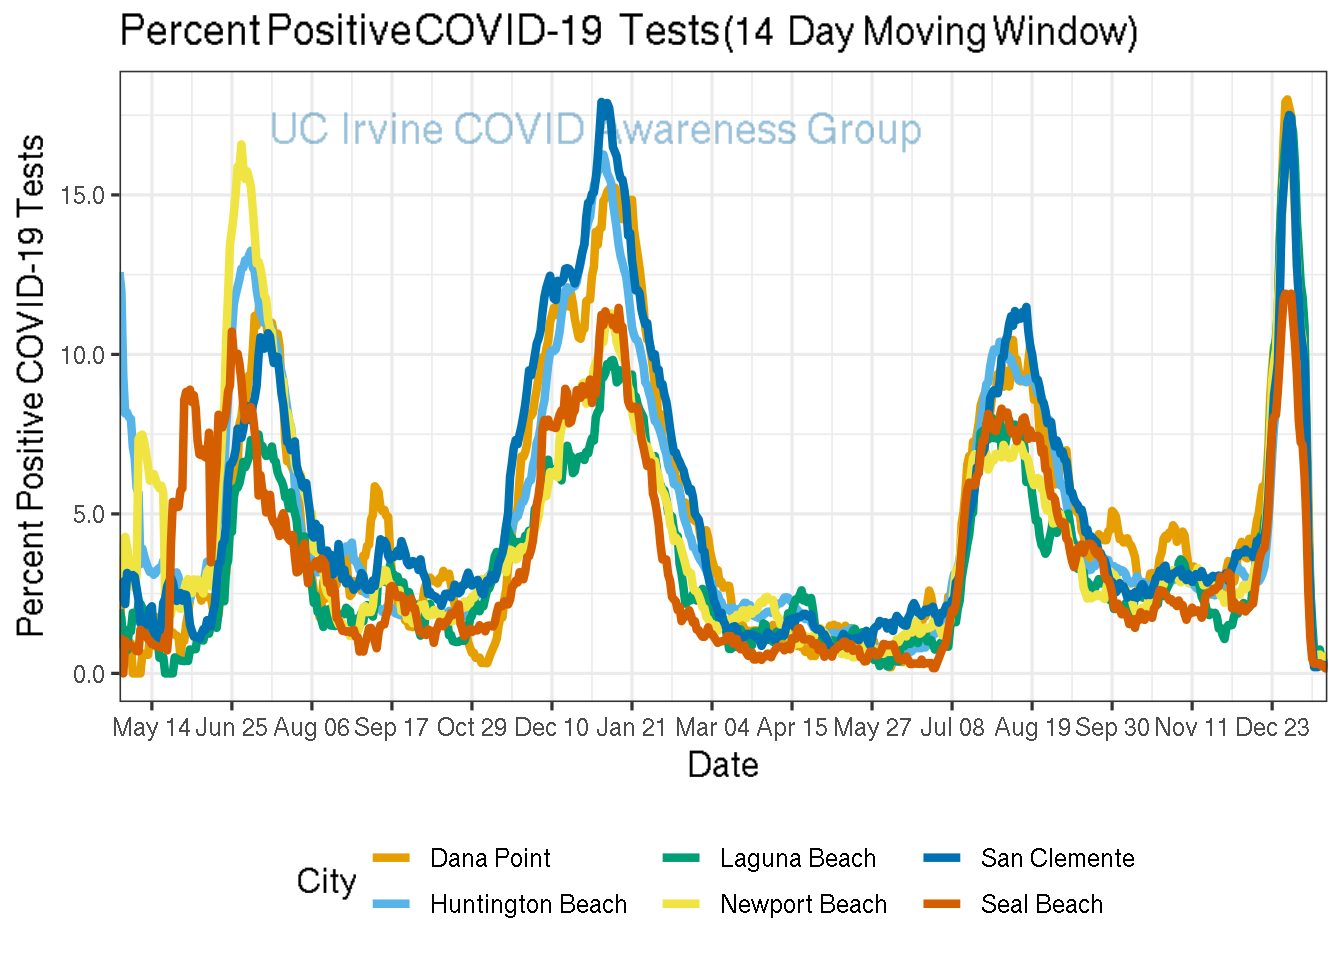 Percent Positive COVID-19 Tests (14 Day Moving Window)
UC Irvine COVID Awareness Group
Percent Positive COVID-19 Tests
15.0
10.0
5.0
0.0
May 14 Jun 25 Aug 06 Sep 17 Oct 29 Dec 10 Jan 21 Mar 04 Apr 15 May 27 Jul 08 Aug 19 Sep 30 Nov 11 Dec 23
Date
City
Dana Point Laguna Beach San Clemente
Huntington Beach Newport Beach Seal Beach